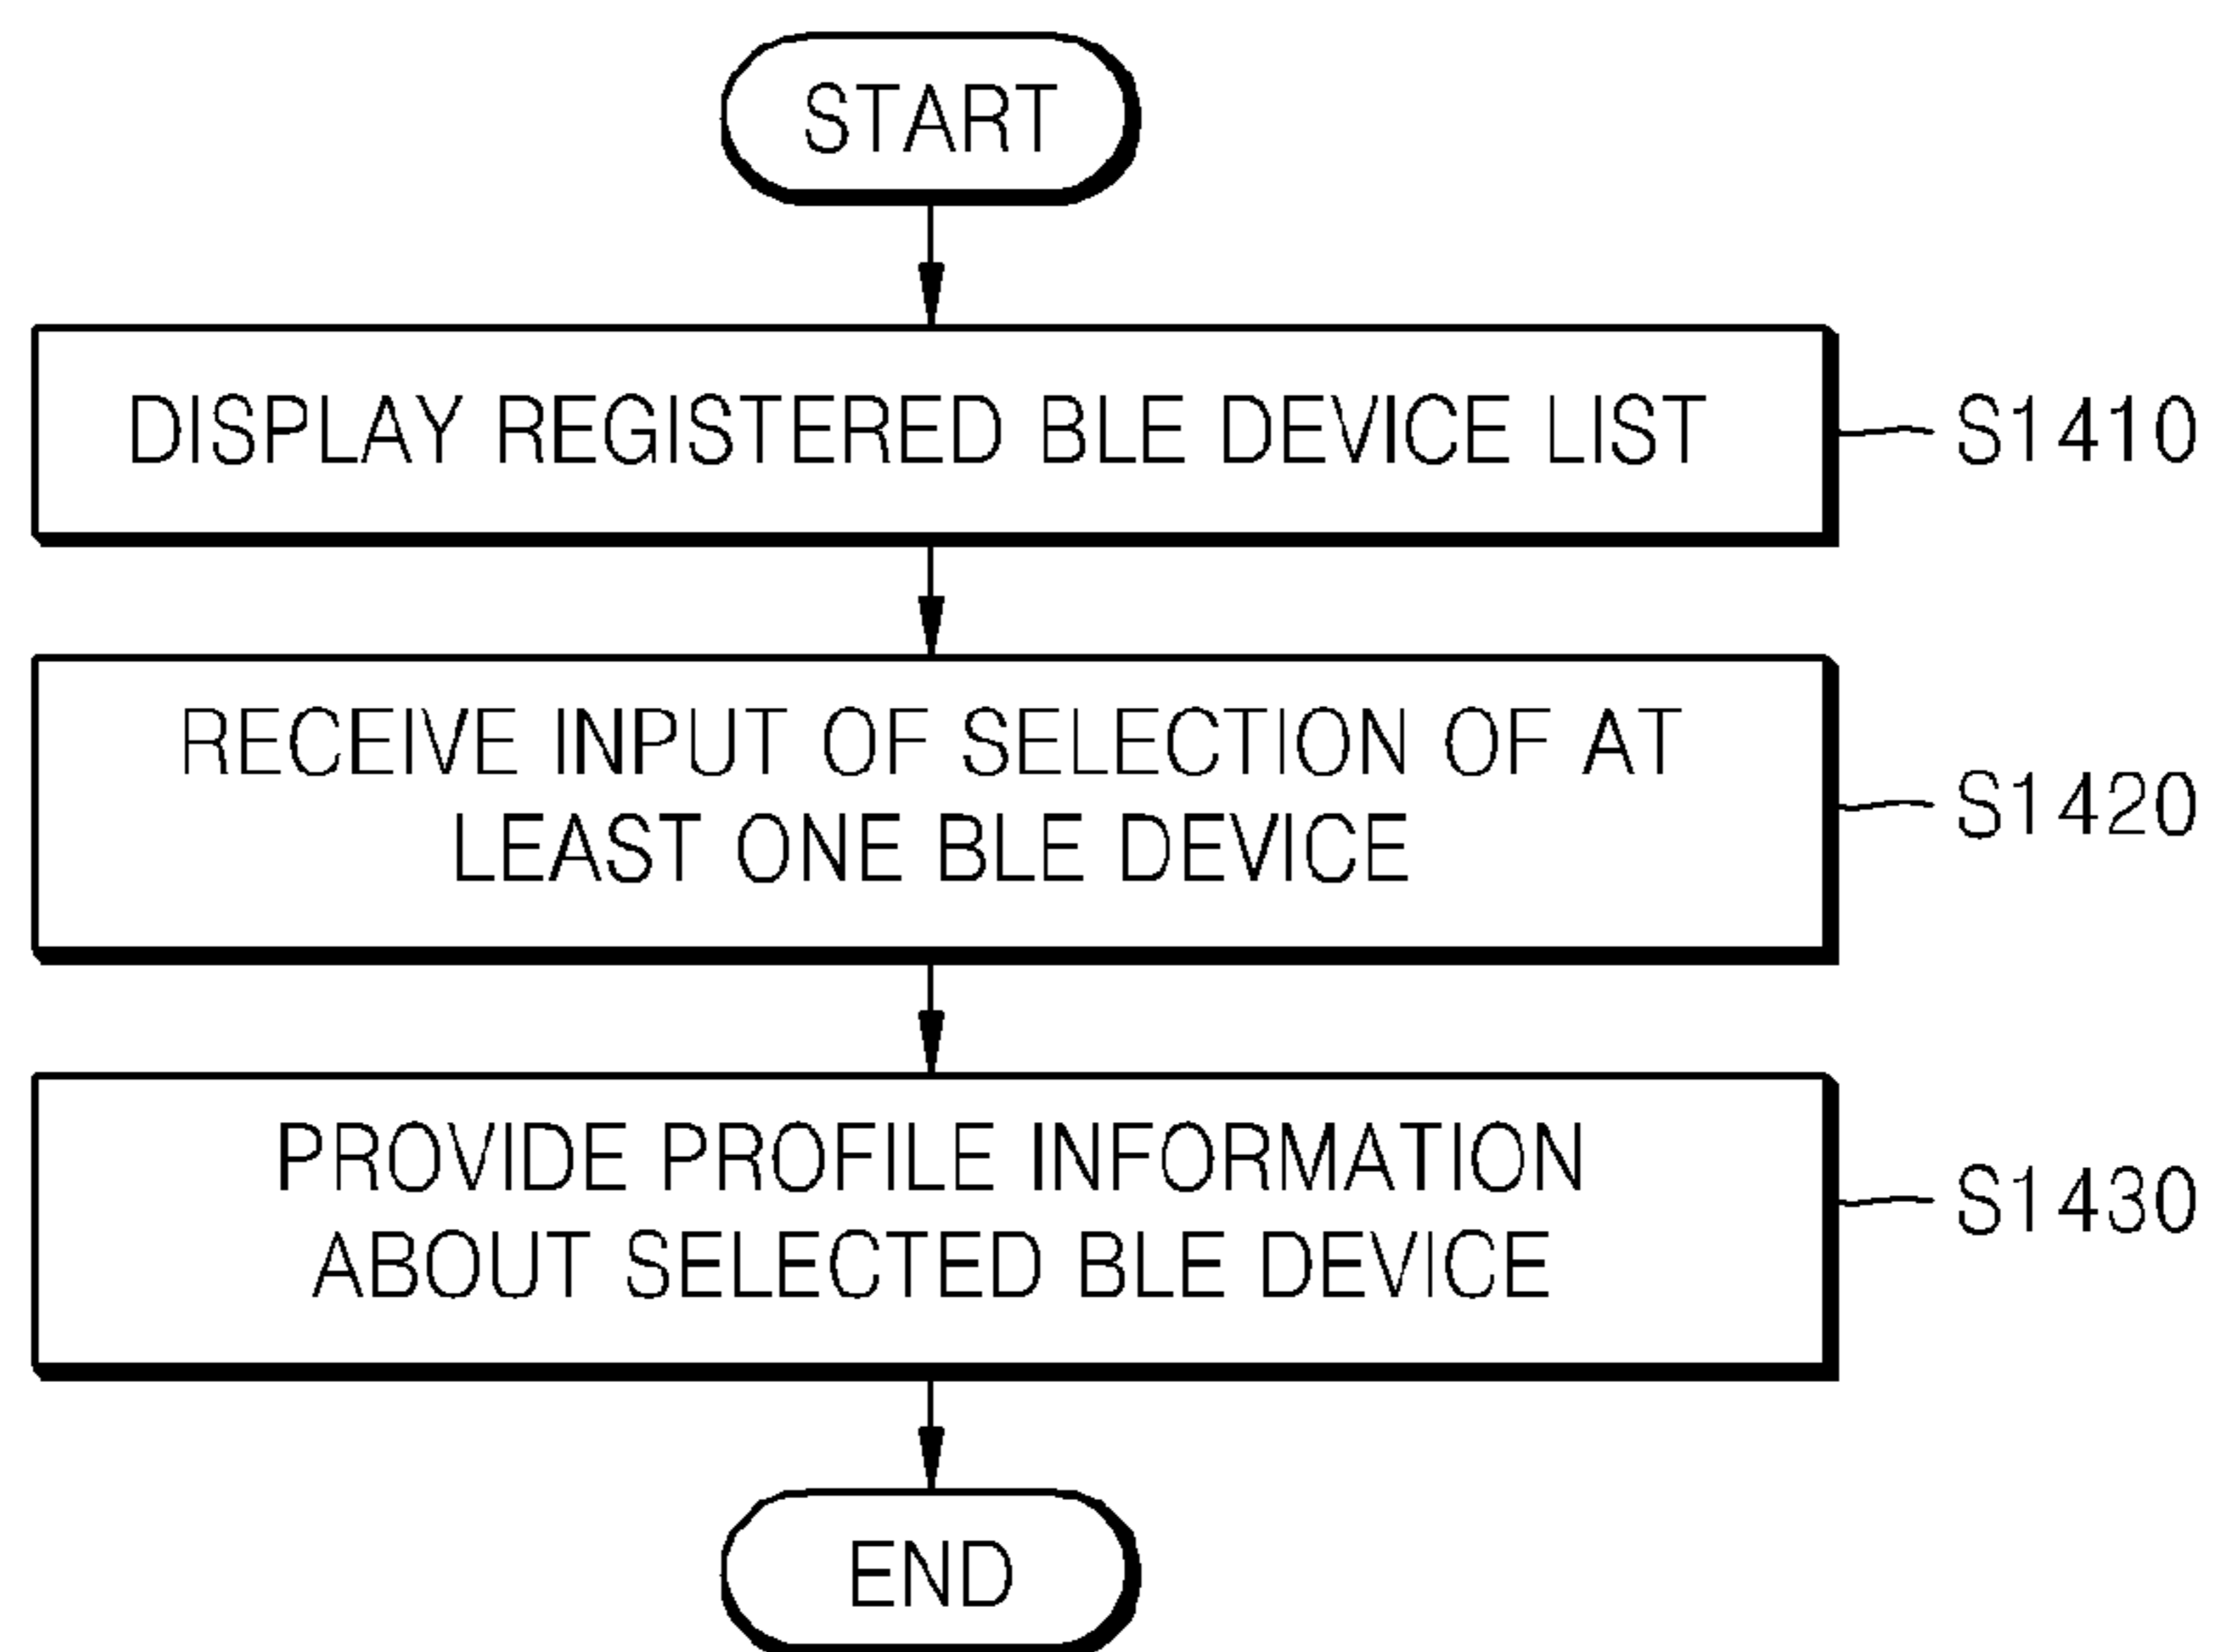 START
DISPLAY REGISTERED BLE DEVICE LIST
S1410
RECEIVE INPUT OF SELECTION OF AT
LEAST ONE BLE DEVICE
S1420
PROVIDE PROFILE INFORMATION
ABOUT SELECTED BLE DEVICE
S1430
END